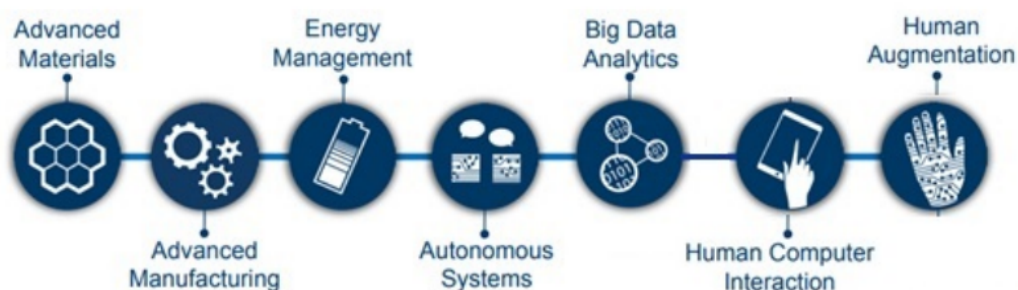 Advanced
Materials
Advanced
Manufacturing
Energy
Management
Autonomous
Systems
Big Data
Analytics
Human Computer
Interaction
Human
Augmentation